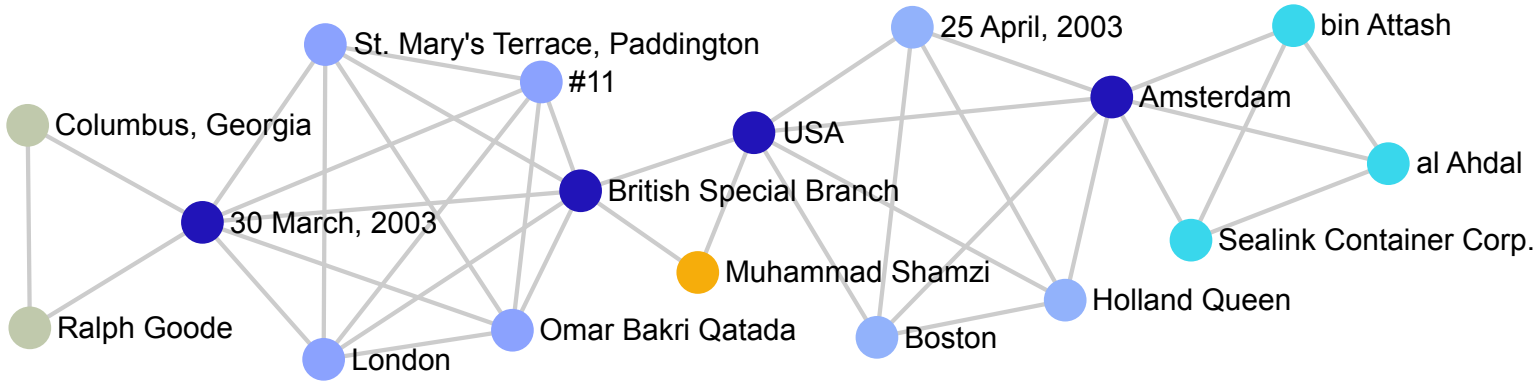 St. Mary's Terrace, Paddington
25 April, 2003
bin Attash
#11
Amsterdam
Columbus, Georgia
USA
al Ahdal
British Special Branch
30 March, 2003
Sealink Container Corp.
Muhammad Shamzi
Holland Queen
Ralph Goode
Omar Bakri Qatada
Boston
London